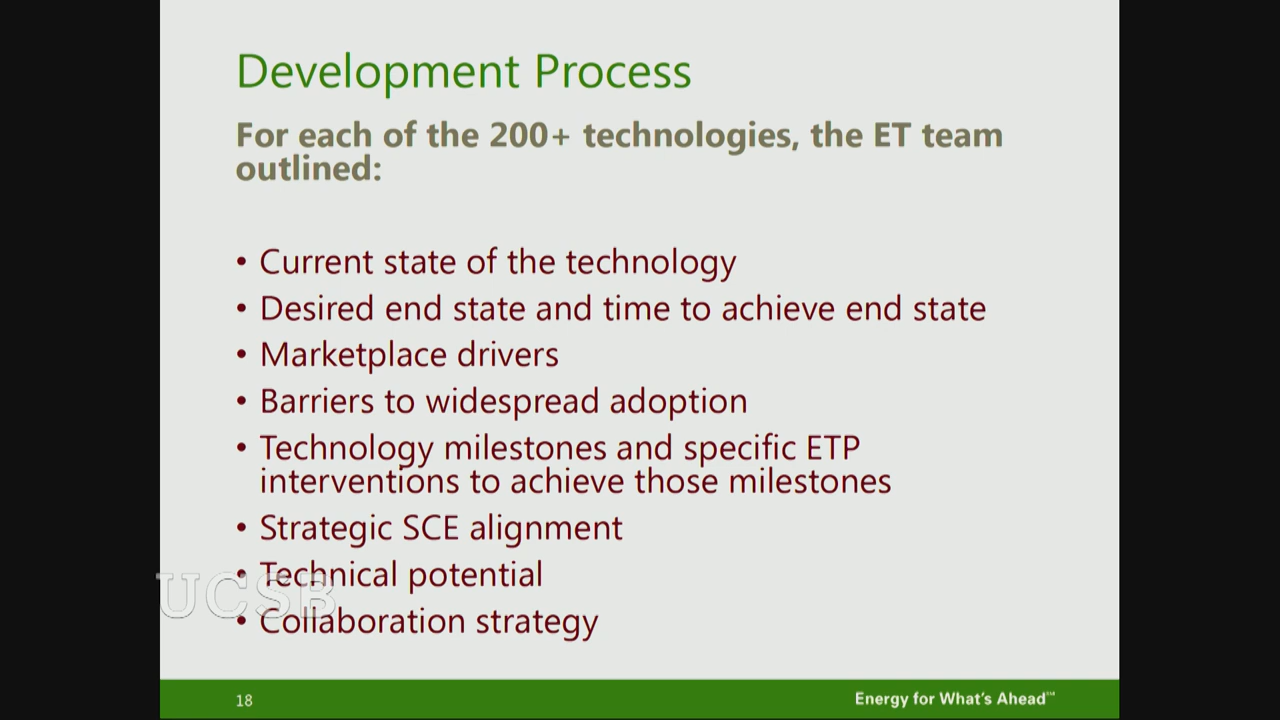 Development Process
For each of the 200+ technologies, the ET team
outlined:
• Current state of the technology
• Desired end state and time to achieve end state
• Marketplace drivers
• Barriers to widespread adoption
• Technology milestones and specific ETP
interventions to achieve those milestones
• Strategic SCE alignment
• Technical potential
• Collaboration strategy
UCSB
18
Energy for What's Ahead℠